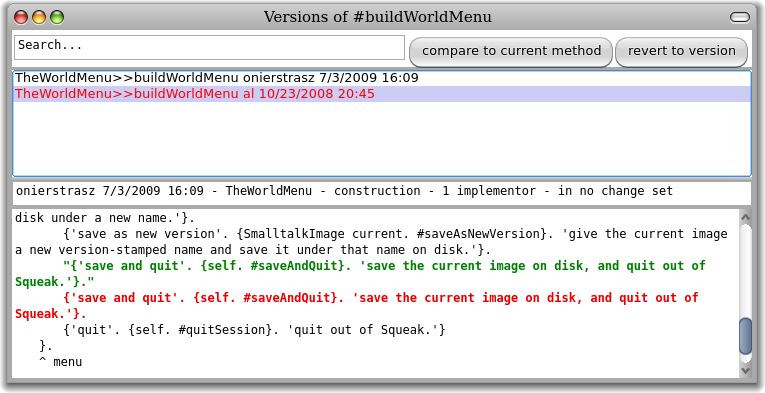 Versions of #buildWorldMenu
Search...
compare to current method
revert to version
TheWorldMenu>>buildWorldMenu onierstrasz 7/3/2009 16:09
TheWorldMenu>>buildWorldMenu al 10/23/2008 20:45
onierstrasz 7/3/2009 16:09 - TheWorldMenu - construction - 1 implementor - in no change set
disk under a new name.'}.
{'save as new version'. {SmalltalkImage current. #saveAsNewVersion}. 'give the current image
a new version-stamped name and save it under that name on disk.'}.
"{'save and quit'. {self. #saveAndQuit}. 'save the current image on disk, and quit out of
Squeak.'}."
{'save and quit'. {self. #saveAndQuit}. 'save the current image on disk, and quit out of
Squeak.'}.
{'quit'. {self. #quitSession}. 'quit out of Squeak.'}
}.
^ menu